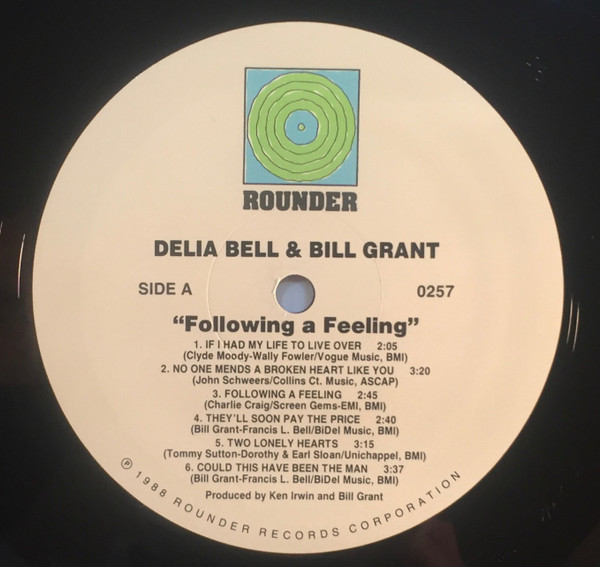 ROUNDER
DELIA BELL & BILL GRANT
SIDE A
0257
"Following a Feeling"
1. IF I HAD MY LIFE TO LIVE OVER 2:05
(Clyde Moody-Wally Fowler/Vogue Music, BMI)
2. NO ONE MENDS A BROKEN HEART LIKE YOU 3:20
(John Schweers/Collins Ct. Music, ASCAP)
3. FOLLOWING A FEELING 2:45
(Charlie Craig/Screen Gems-EMI, BMI)
4. THEY'LL SOON PAY THE PRICE 2:40
(Bill Grant-Francis L. Bell/BiDel Music, BMI)
5. TWO LONELY HEARTS 3:15
(Tommy Sutton-Dorothy & Earl Sloan/Unichappel, BMI)
6. COULD THIS HAVE BEEN THE MAN 3:37
(Bill Grant-Francis L. Bell/BiDel Music, BMI)
Produced by Ken Irwin and Bill Grant
℗ 1988 ROUNDER RECORDS CORPORATION